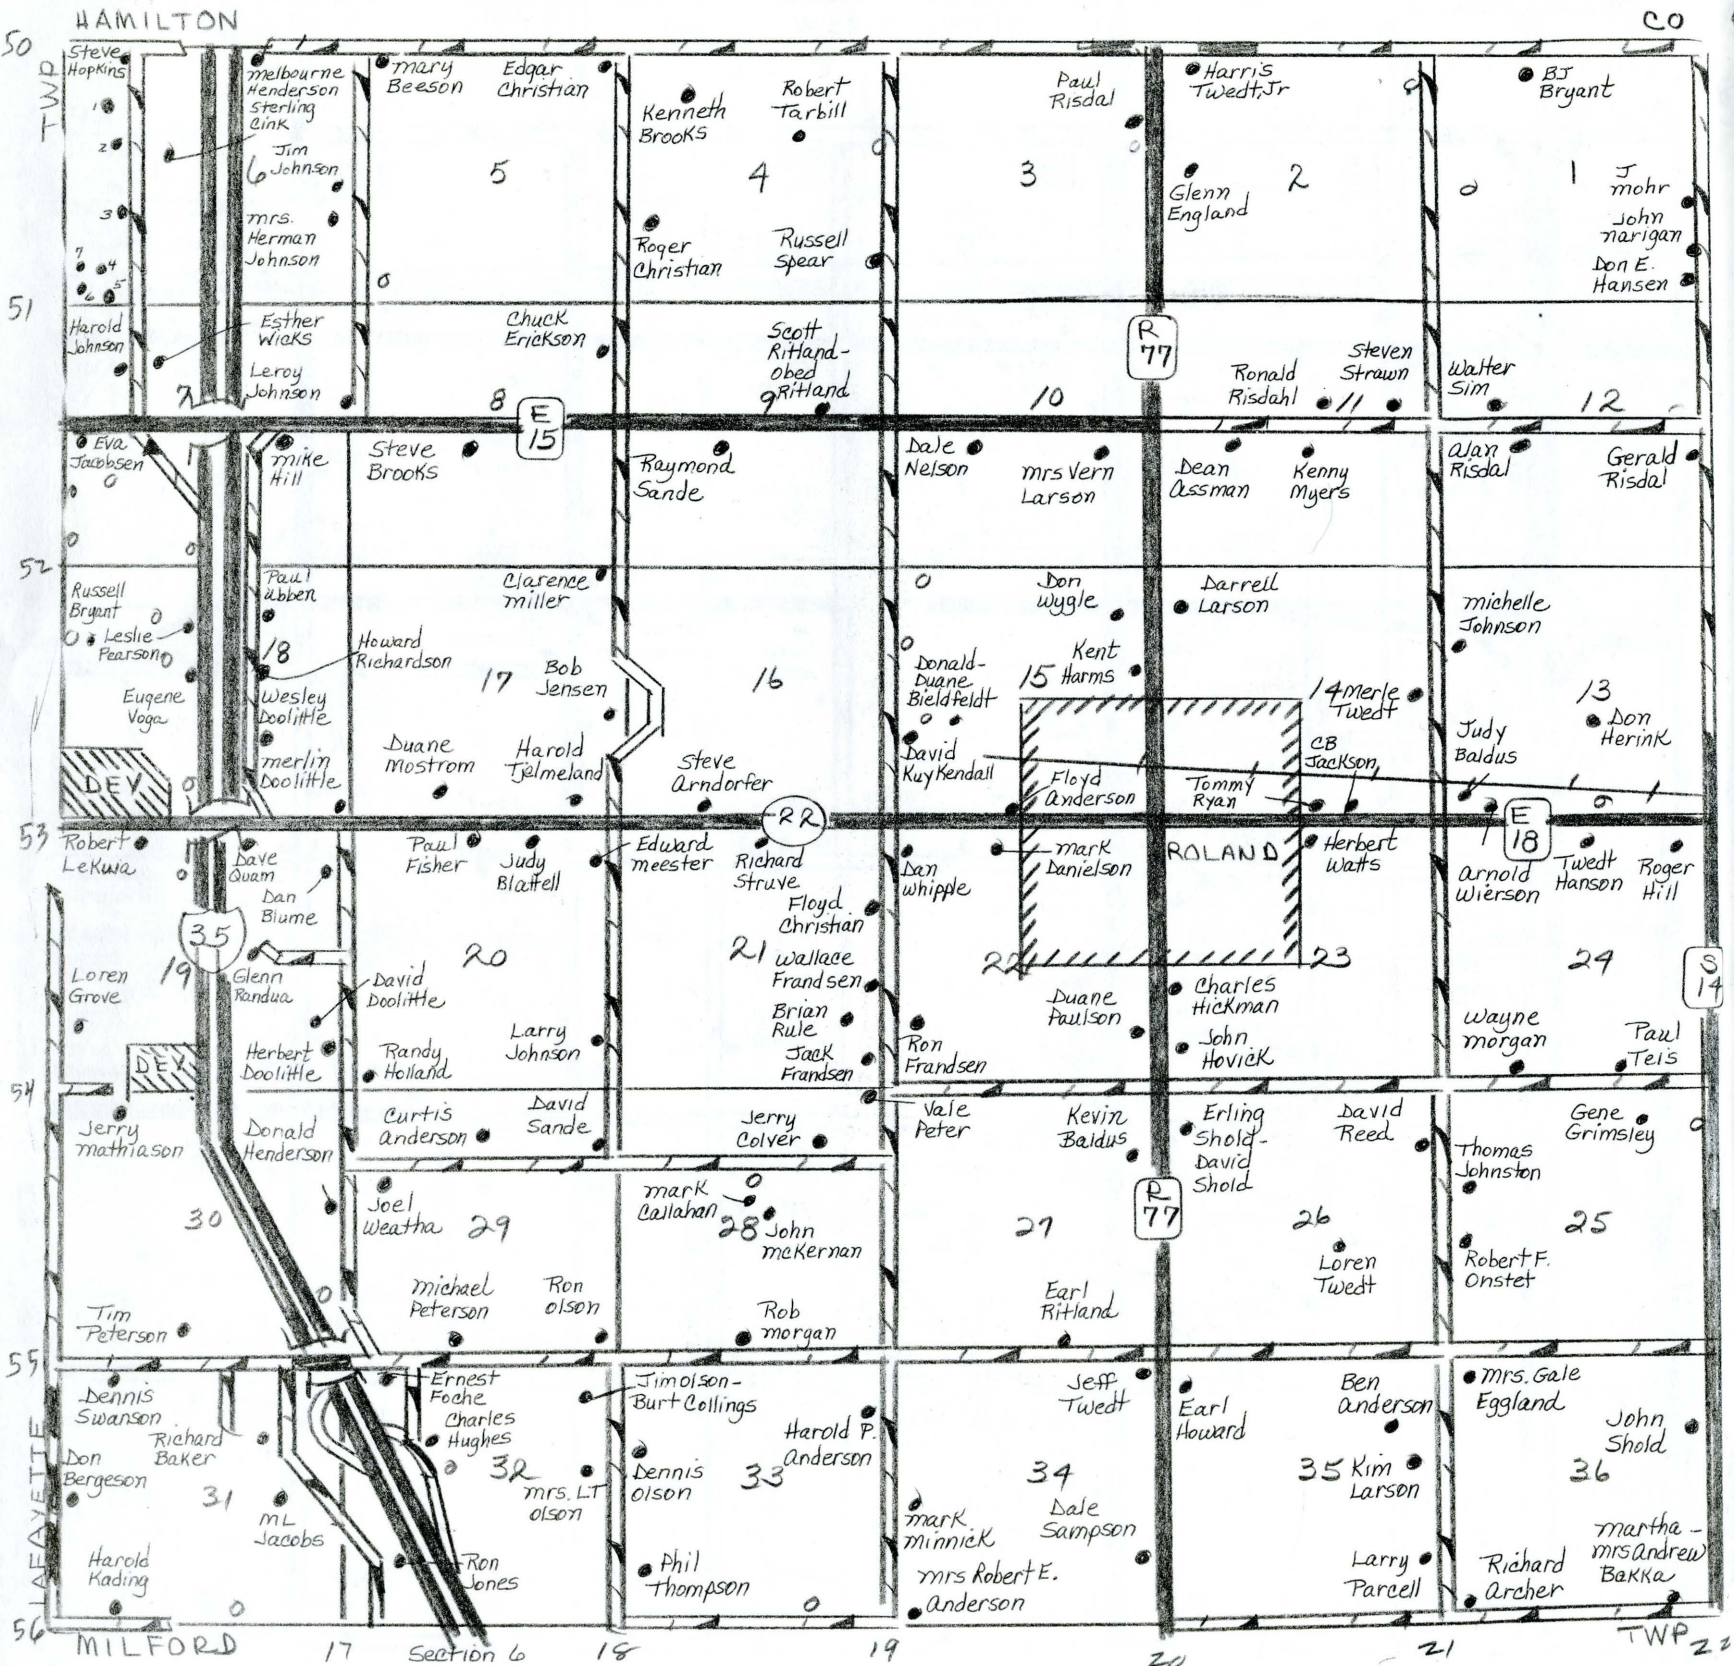 HAMILTON
CO
50
TWP
Steve
Hopkins
1
2
3
7
4
6
5
melbourne
Henderson
Sterling
Cink
6
Jim
Johnson
mrs.
Herman
Johnson
mary
Beeson
Edgar
Christian
5
Kenneth
Brooks
Robert
Tarbill
4
Roger
Christian
Russell
Spear
Paul
Risdal
3
Harris
Twedt, Jr
Glenn
England
2
BJ
Bryant
1
J
mohr
John
narigan
Don E.
Hansen
51
Harold
Johnson
Esther
Wicks
Leroy
Johnson
7
Chuck
Erickson
8
E
15
Scott
Ritland-
Obed
Ritland
9
10
R
77
Ronald
Risdahl
11
Steven
Strawn
Walter
Sim
12
Eva
Jacobsen
mike
Hill
Steve
Brooks
Raymond
Sande
Dale
Nelson
mrs Vern
Larson
Dean
Assman
Kenny
Myers
Alan
Risdal
Gerald
Risdal
52
Russell
Bryant
Leslie
Pearson
Eugene
Voga
DEV
Paul
Ubben
18
Howard
Richardson
Wesley
Doolittle
merlin
Doolittle
Clarence
miller
17
Bob
Jensen
Duane
Mostrom
Harold
Tjelmeland
16
Steve
Arndorfer
22
Donald-
Duane
Bieldfeldt
David
Kuykendall
Don
Wygle
15
Kent
Harms
Floyd
Anderson
Darrell
Larson
14
merle
Twedt
CB
Jackson
Tommy
Ryan
michelle
Johnson
13
Don
Herink
Judy
Baldus
E
18
53
Robert
LeKwia
Dave
Quam
Dan
Blume
35
19
Loren
Grove
Glenn
Randua
David
Doolittle
Herbert
Doolittle
DEV
Paul
Fisher
Judy
Blattell
20
Larry
Johnson
Randy
Holland
Edward
meester
Richard
Struve
Floyd
Christian
21
Wallace
Frandsen
Brian
Rule
Jack
Frandsen
Dan
Whipple
mark
Danielson
22
Duane
Paulson
Ron
Frandsen
ROLAND
Herbert
Watts
23
Charles
Hickman
John
Hovick
Arnold
Wierson
Twedt
Hanson
Roger
Hill
24
S
14
Wayne
morgan
Paul
Teis
54
Jerry
mathiason
Donald
Henderson
30
Tim
Peterson
Curtis
Anderson
David
Sande
Joel
Weatha
29
michael
Peterson
Ron
Olson
Jerry
Colver
mark
Callahan
28
John
mcKernan
Rob
morgan
Vale
Peter
Kevin
Baldus
27
Earl
Ritland
R
77
Erling
Shold-
David
Shold
David
Reed
26
Loren
Twedt
Thomas
Johnston
Gene
Grimsley
25
Robert F.
Onstet
55
LAFAYETTE
Dennis
Swanson
Richard
Baker
Don
Bergeson
31
ML
Jacobs
Harold
Kading
Ernest
Foche
Charles
Hughes
32
mrs. LT
Olson
Ron
Jones
Jim Olson-
Burt Collings
Harold P.
Anderson
Dennis
Olson
33
Phil
Thompson
Jeff
Twedt
34
mark
minnick
Dale
Sampson
mrs Robert E.
Anderson
Earl
Howard
Ben
Anderson
35
Kim
Larson
Larry
Parcell
mrs. Gale
Eggland
John
Shold
36
Richard
Archer
martha -
mrs Andrew
Bakka
56
MILFORD
17
Section 6
18
19
20
21
TWP
22